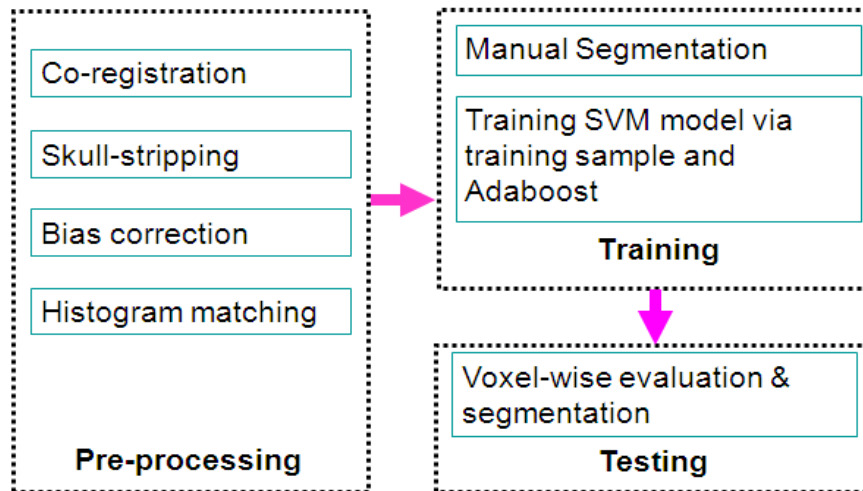 Co-registration
Skull-stripping
Bias correction
Histogram matching
Pre-processing
Manual Segmentation
Training SVM model via
training sample and
Adaboost
Training
Voxel-wise evaluation &
segmentation
Testing